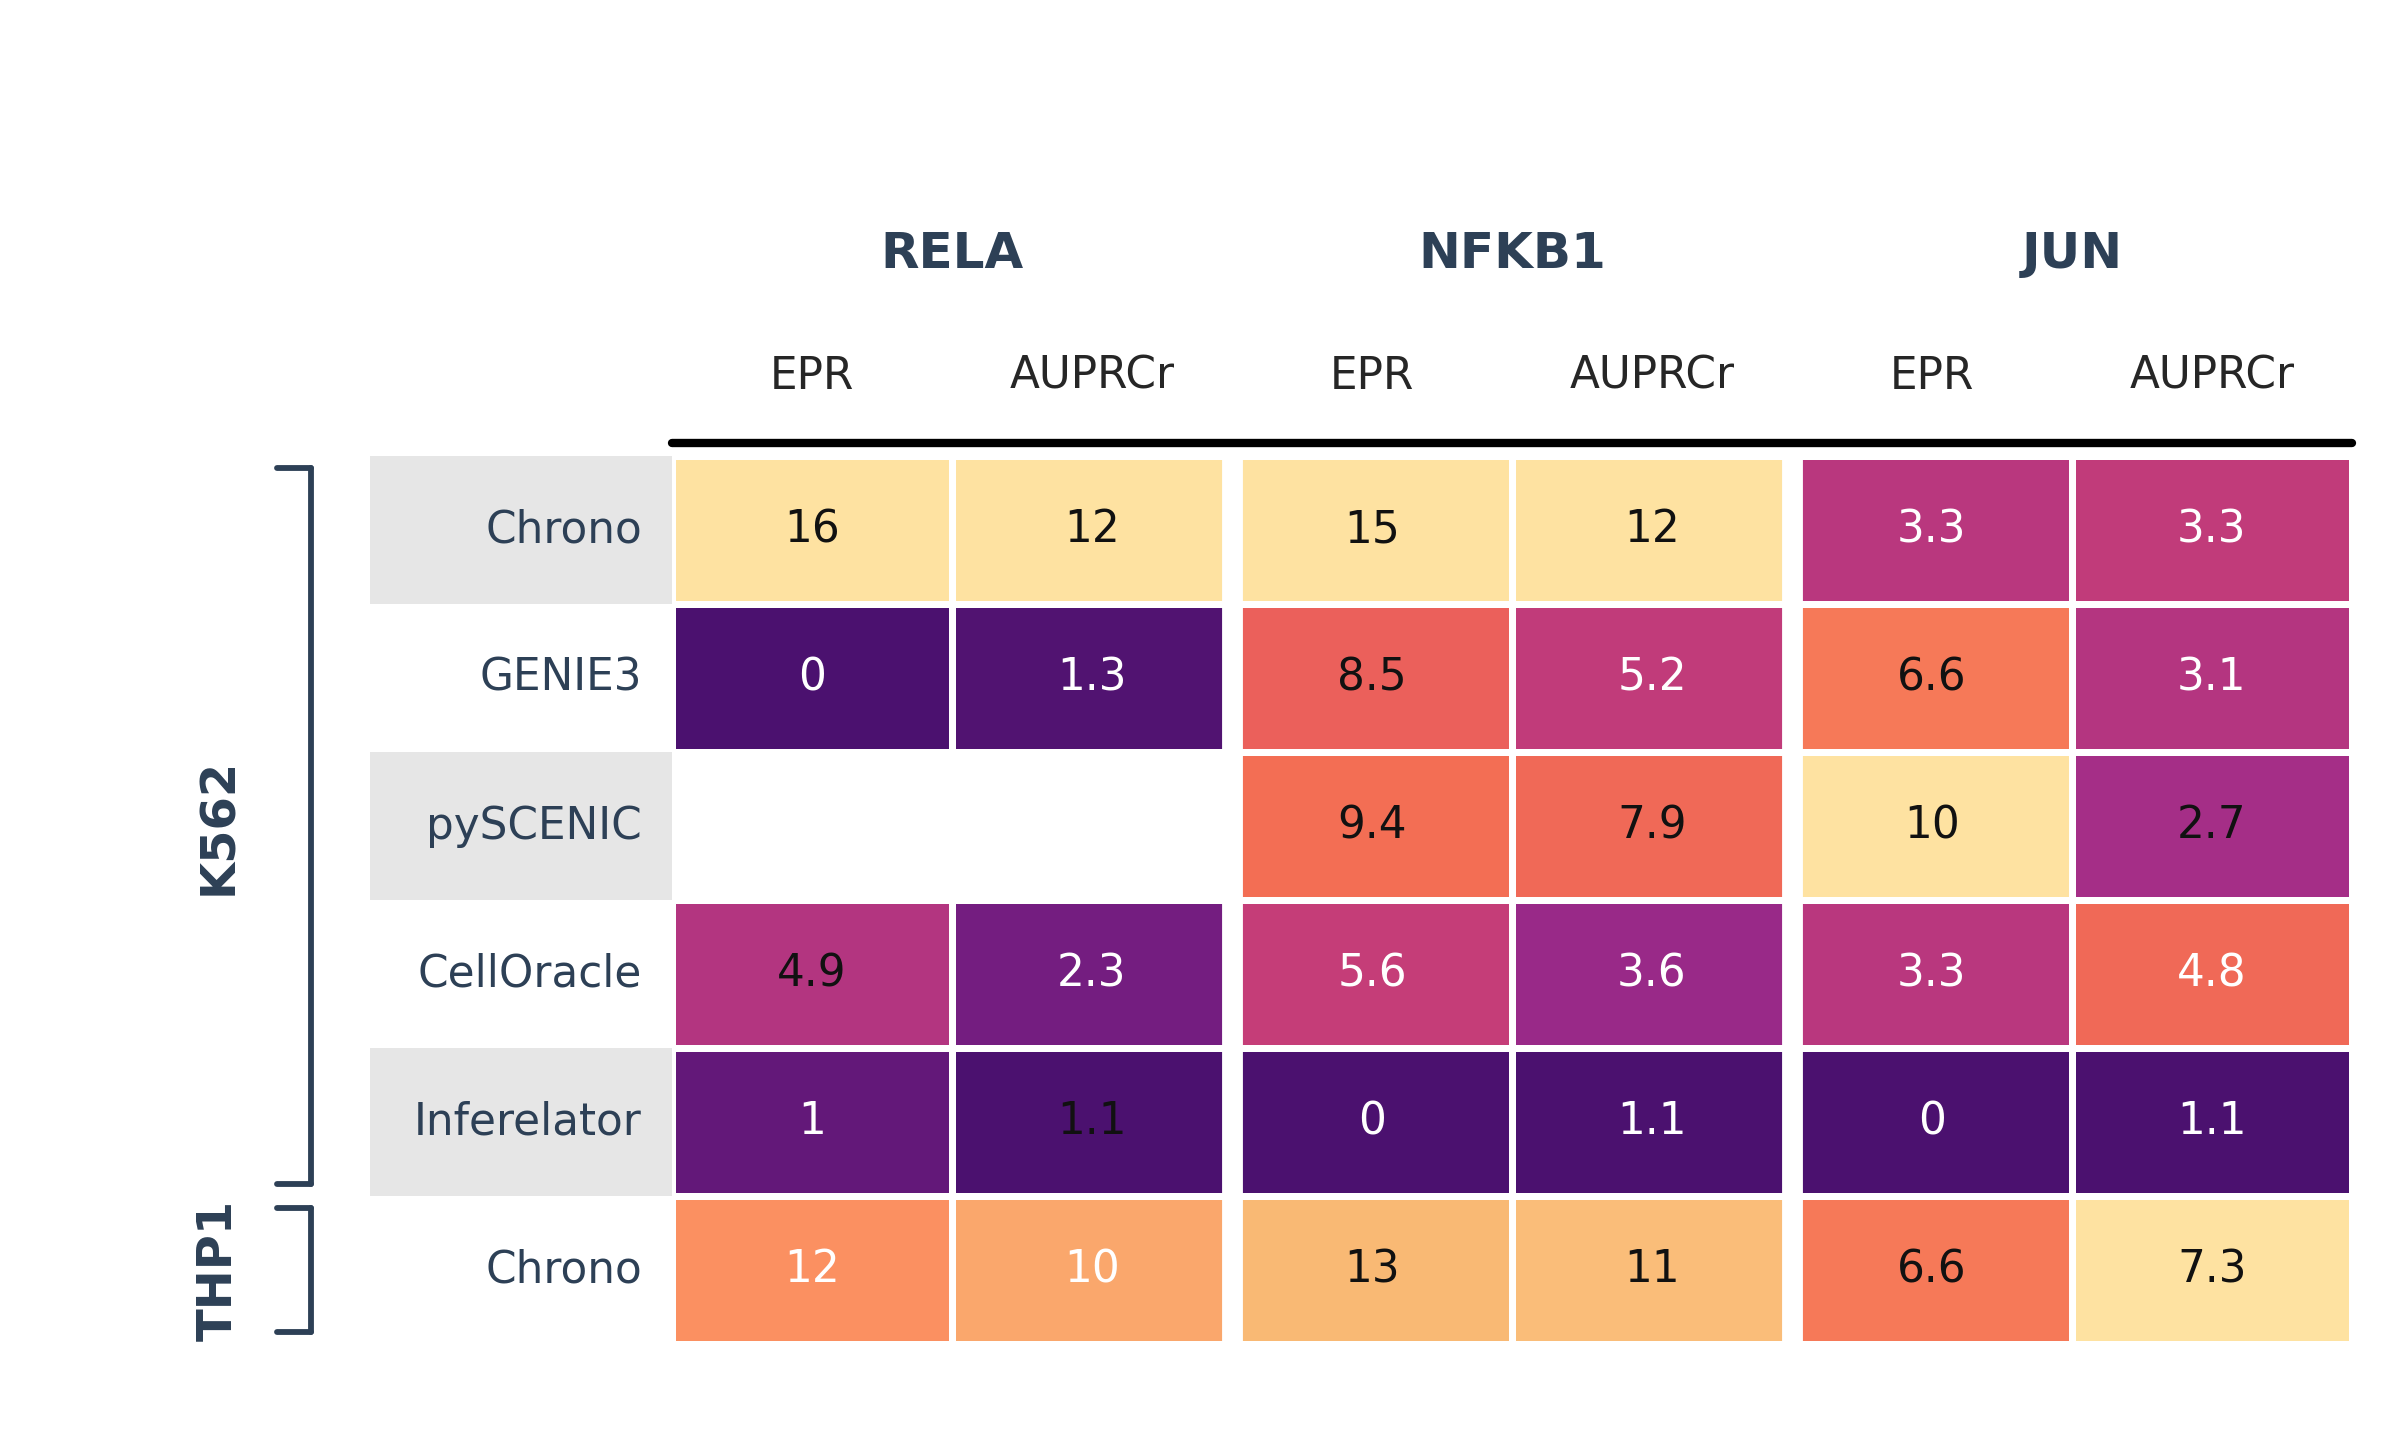 RELA NFKB1 JUN
EPR AUPRCr EPR AUPRCr EPR AUPRCr
K562
Chrono 16 12 15 12 3.3 3.3
GENIE3 0 1.3 8.5 5.2 6.6 3.1
pySCENIC 9.4 7.9 10 2.7
CellOracle 4.9 2.3 5.6 3.6 3.3 4.8
Inferelator 1 1.1 0 1.1 0 1.1
THP1
Chrono 12 10 13 11 6.6 7.3